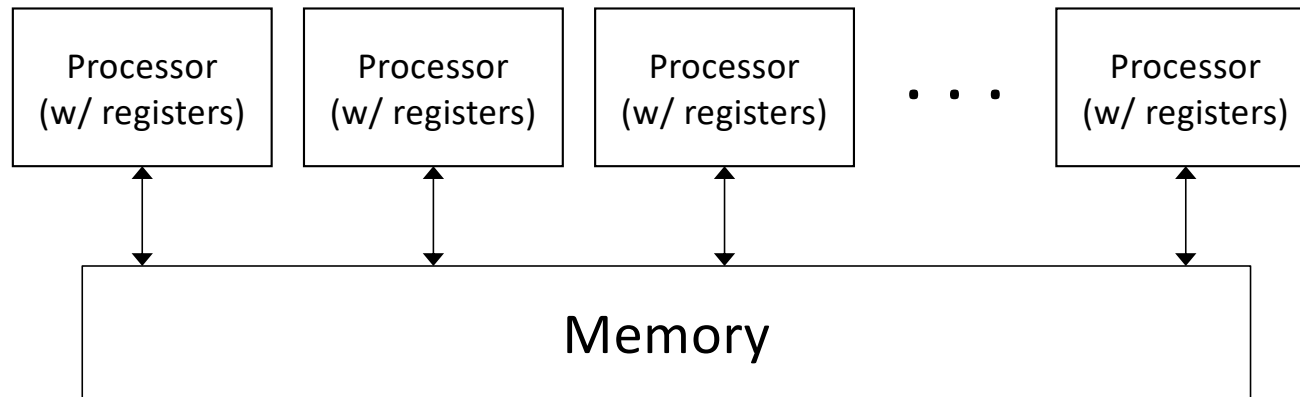 Processor
(w/ registers)
Processor
(w/ registers)
Processor
(w/ registers)
. . .
Processor
(w/ registers)
Memory